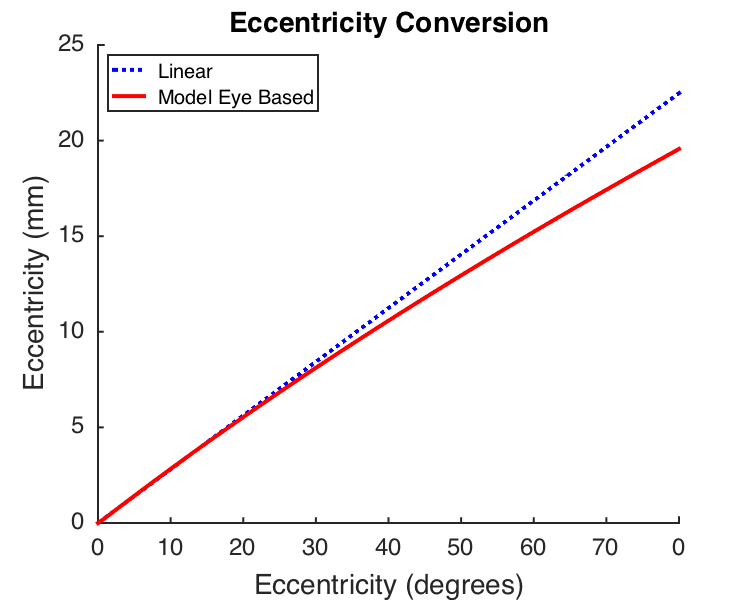 Eccentricity Conversion
25
Linear
Model Eye Based
20
15
10
5
0
Eccentricity (mm)
0 10 20 30 40 50 60 70 0
Eccentricity (degrees)